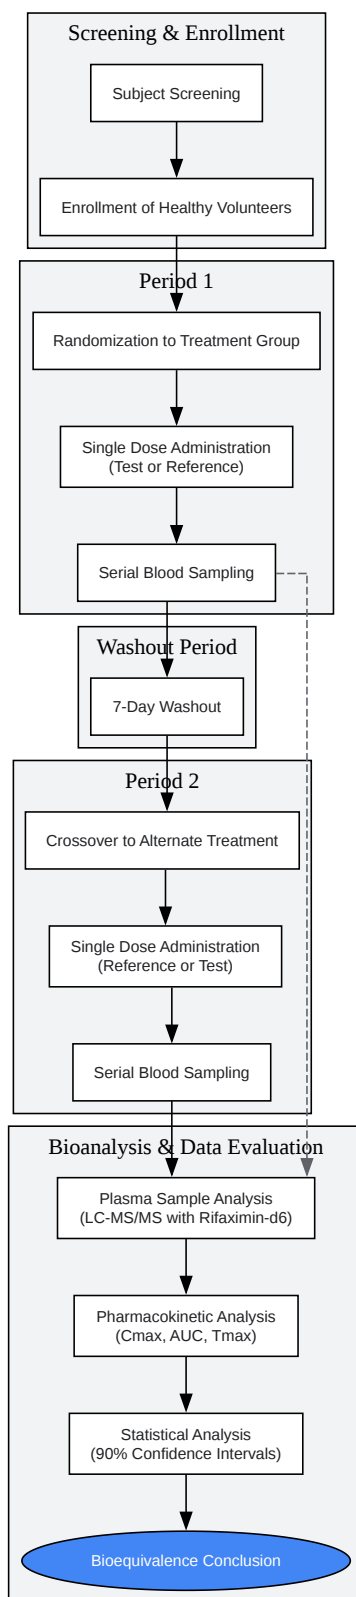 Screening & Enrollment
Subject Screening
Enrollment of Healthy Volunteers
Period 1
Randomization to Treatment Group
Single Dose Administration
(Test or Reference)
Serial Blood Sampling
Washout Period
7-Day Washout
Period 2
Crossover to Alternate Treatment
Single Dose Administration
(Reference or Test)
Serial Blood Sampling
Bioanalysis & Data Evaluation
Plasma Sample Analysis
(LC-MS/MS with Rifaximin-d6)
Pharmacokinetic Analysis
(Cmax, AUC, Tmax)
Statistical Analysis
(90% Confidence Intervals)
Bioequivalence Conclusion